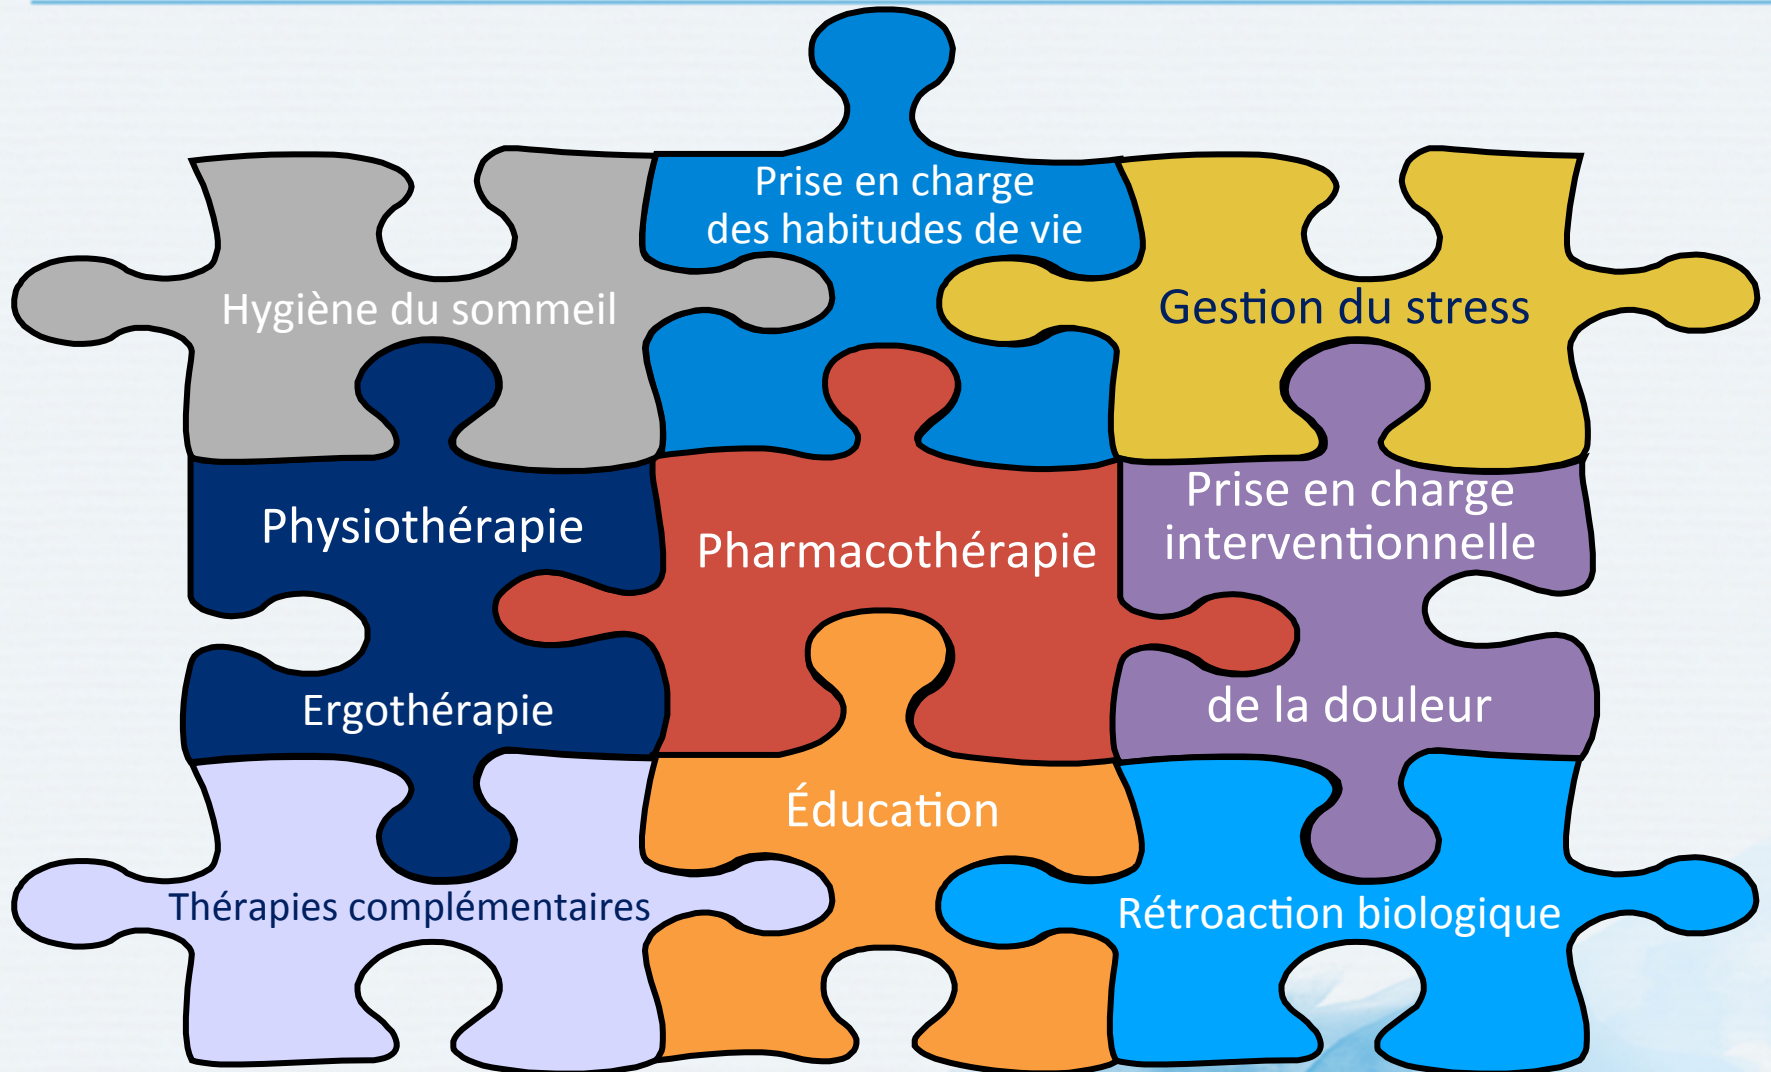 Prise en charge
des habitudes de vie
Hygiène du sommeil
Gestion du stress
Physiothérapie
Ergothérapie
Pharmacothérapie
Prise en charge
interventionnelle
de la douleur
Thérapies complémentaires
Éducation
Rétroaction biologique